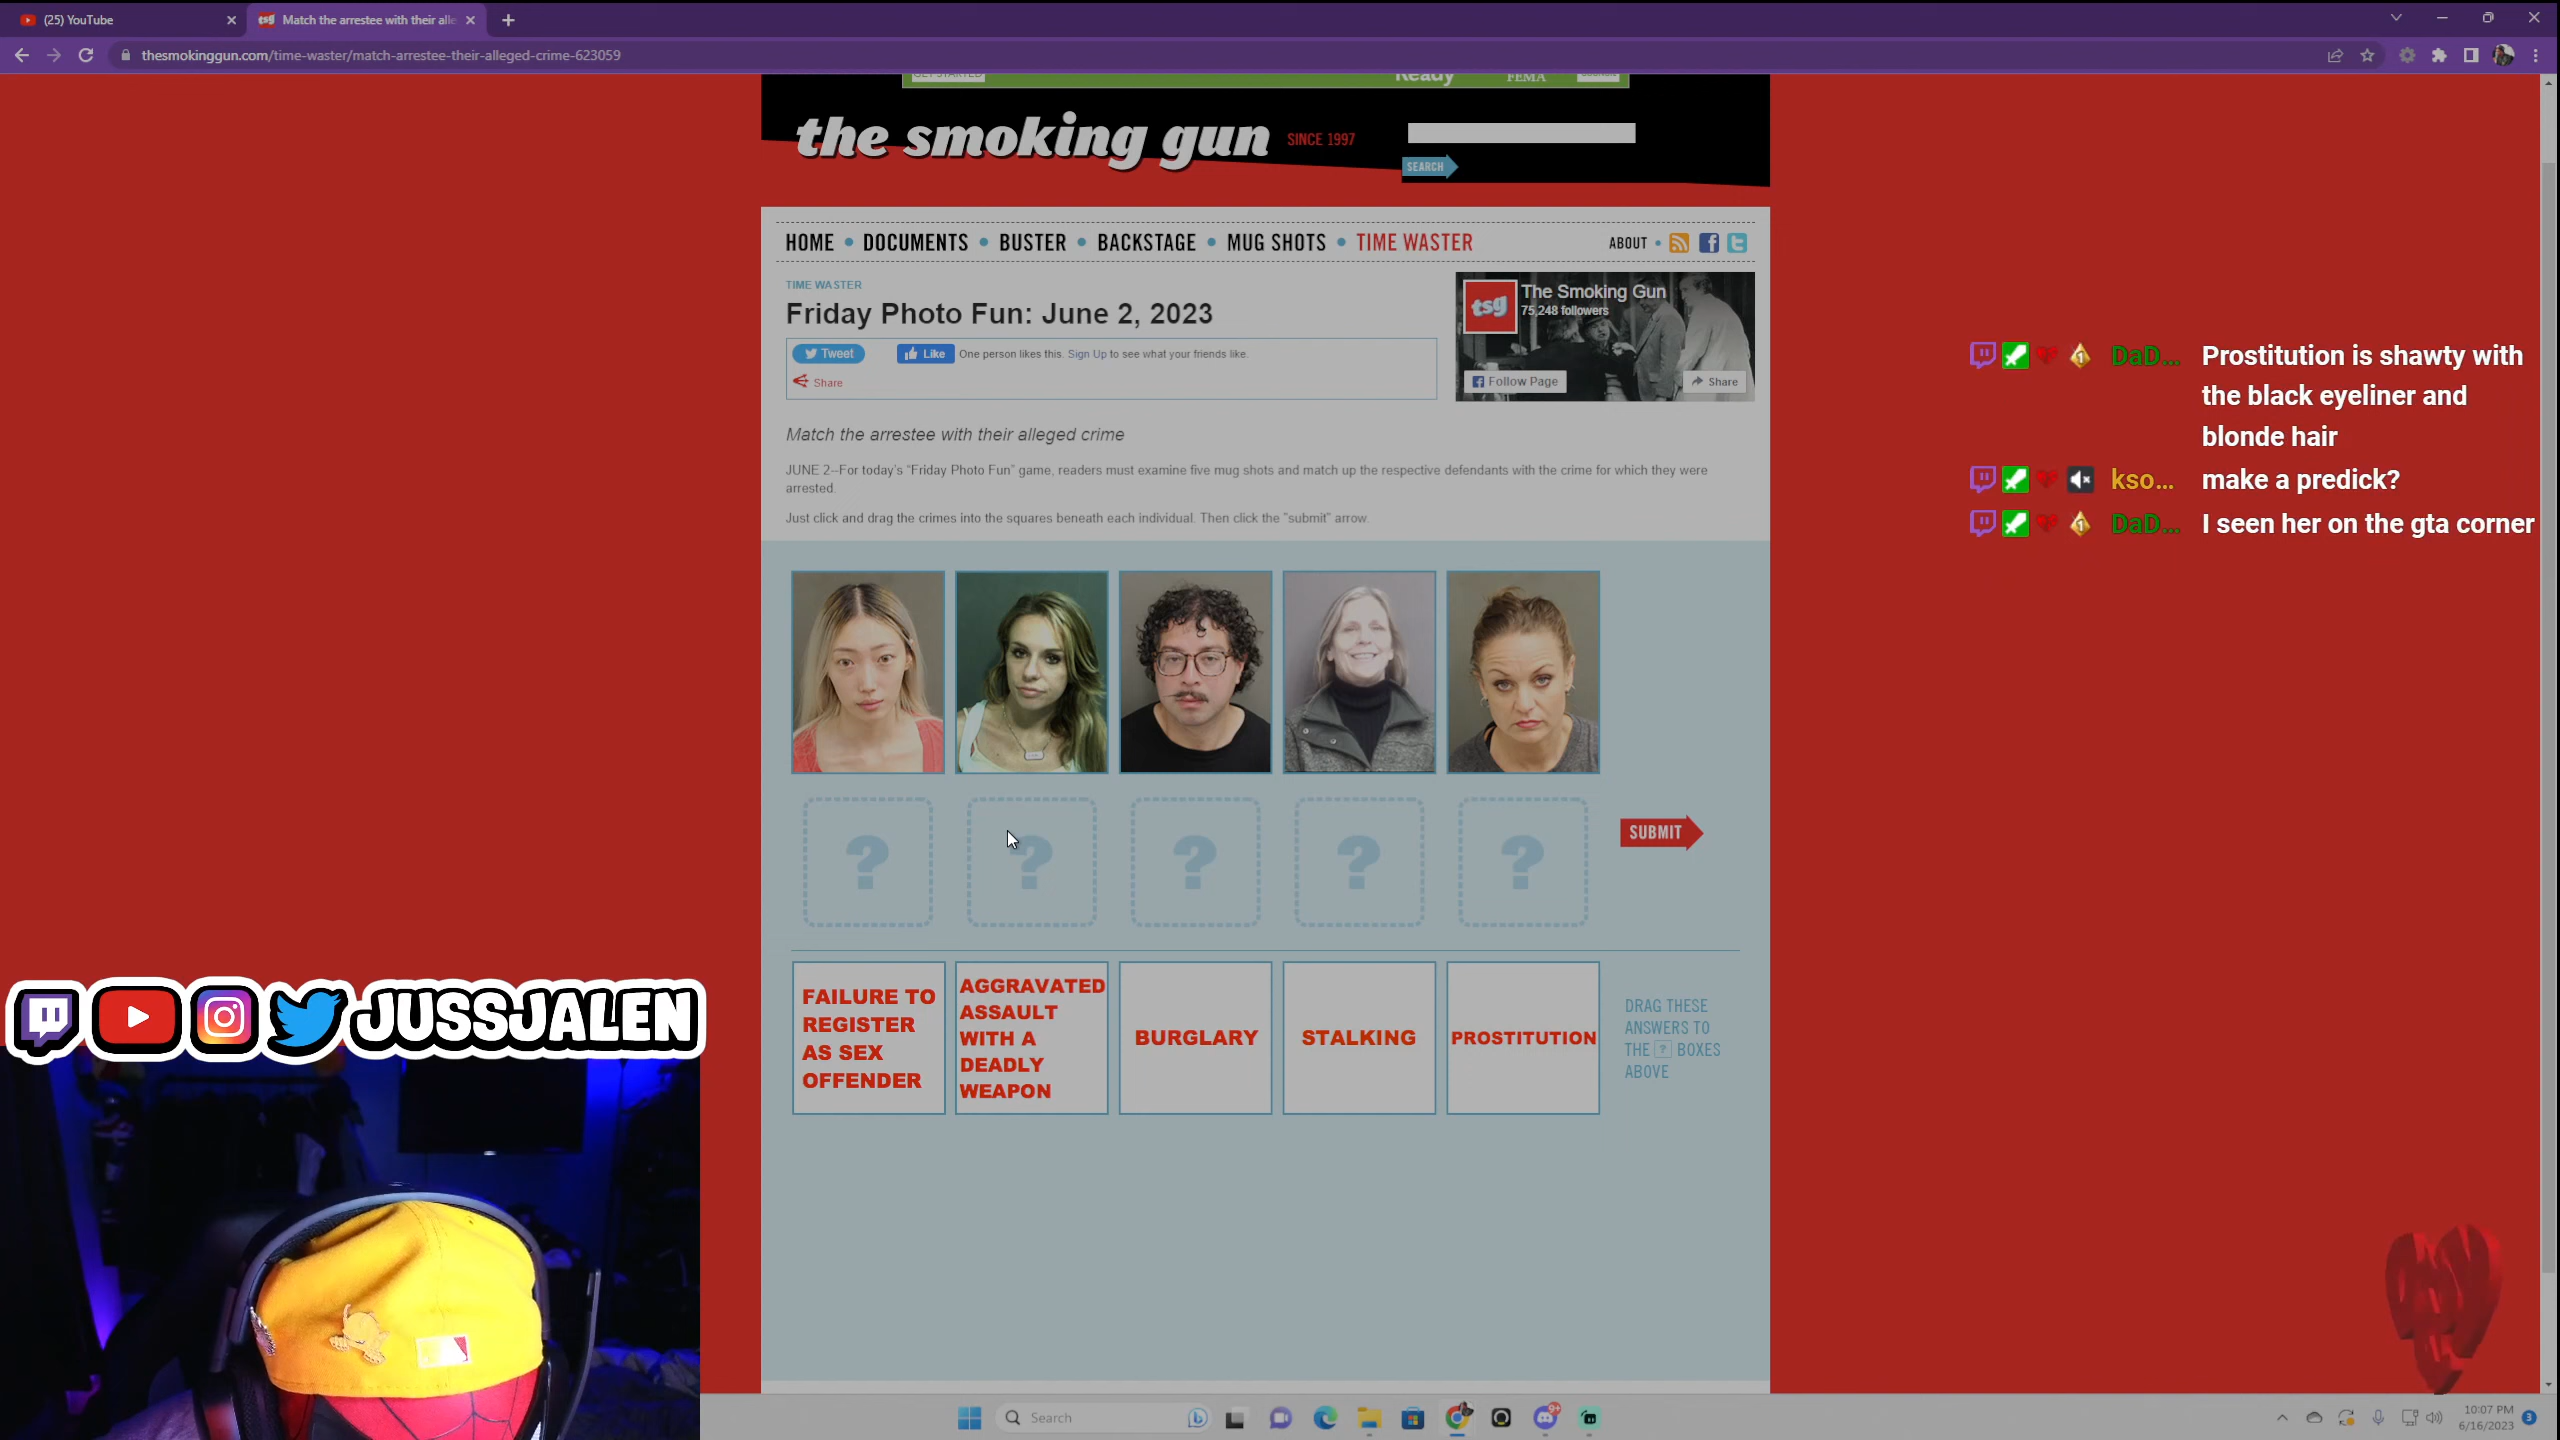 (25) YouTube
Match the arrestee with their alle
thesmokinggun.com/time-waster/match-arrestee-their-alleged-crime-623059
GET STARTED
Ready
FEMA
the smoking gun
SINCE 1997
SEARCH
HOME • DOCUMENTS • BUSTER • BACKSTAGE • MUG SHOTS • TIME WASTER
ABOUT •
TIME WASTER
Friday Photo Fun: June 2, 2023
Tweet
Like
One person likes this. Sign Up to see what your friends like.
Share
tsg
The Smoking Gun
75,248 followers
Follow Page
Share
Match the arrestee with their alleged crime
JUNE 2--For today's "Friday Photo Fun" game, readers must examine five mug shots and match up the respective defendants with the crime for which they were
arrested.
Just click and drag the crimes into the squares beneath each individual. Then click the "submit" arrow.
? ? ? ? ?
SUBMIT
FAILURE TO
REGISTER
AS SEX
OFFENDER
AGGRAVATED
ASSAULT
WITH A
DEADLY
WEAPON
BURGLARY
STALKING
PROSTITUTION
DRAG THESE
ANSWERS TO
THE ? BOXES
ABOVE
DaD... Prostitution is shawty with
the black eyeliner and
blonde hair
kso... make a predick?
DaD... I seen her on the gta corner
JUSSJALEN
Search
10:07 PM
6/16/2023
3